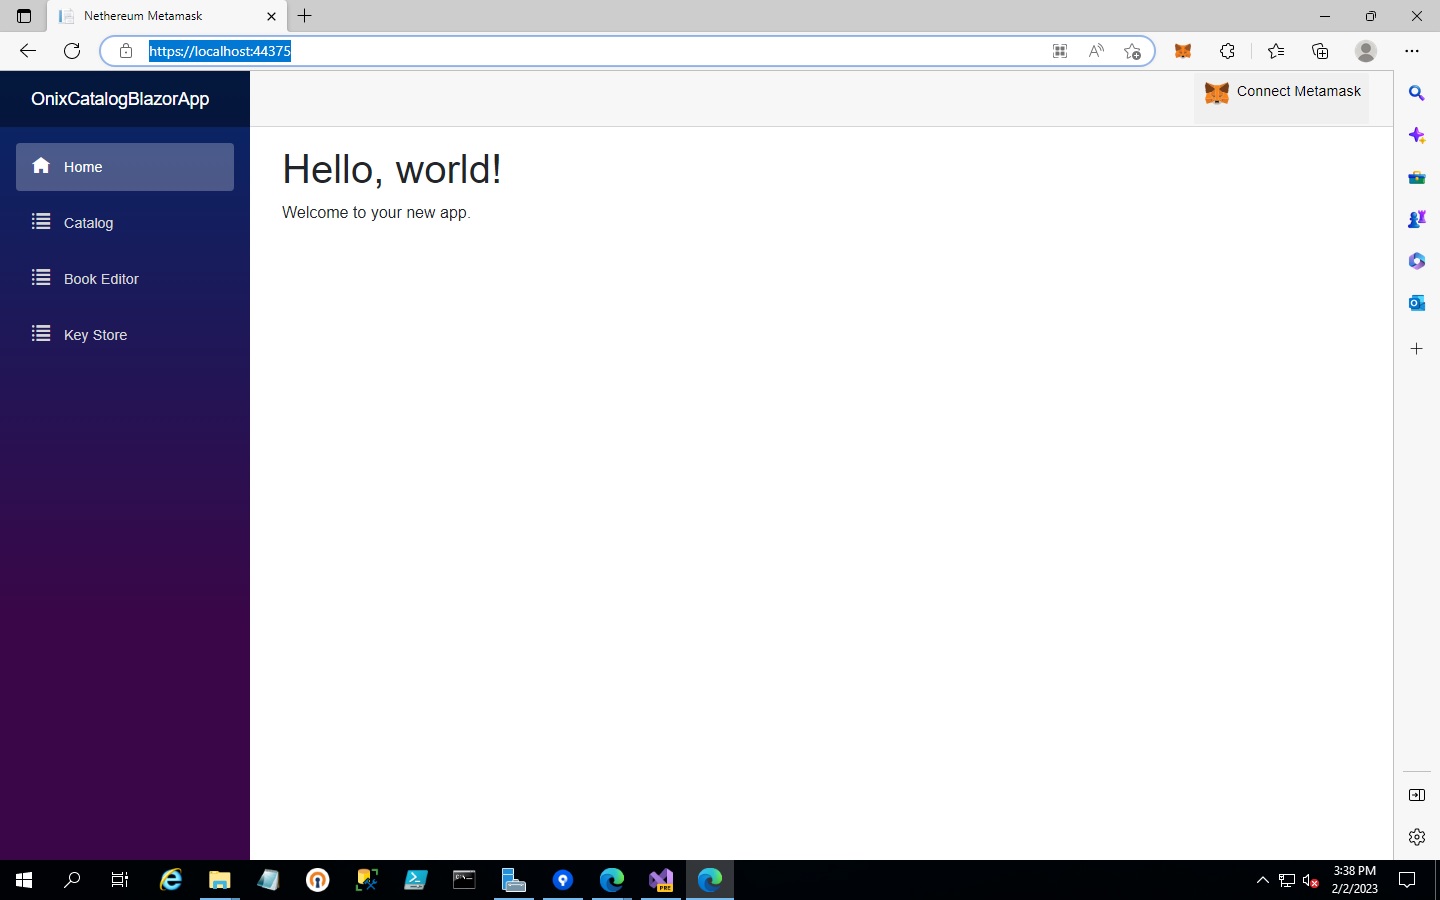 Nethereum Metamask
https://localhost:44375
OnixCatalogBlazorApp
Connect Metamask
Home
Catalog
Book Editor
Key Store
Hello, world!
Welcome to your new app.
3:38 PM
2/2/2023